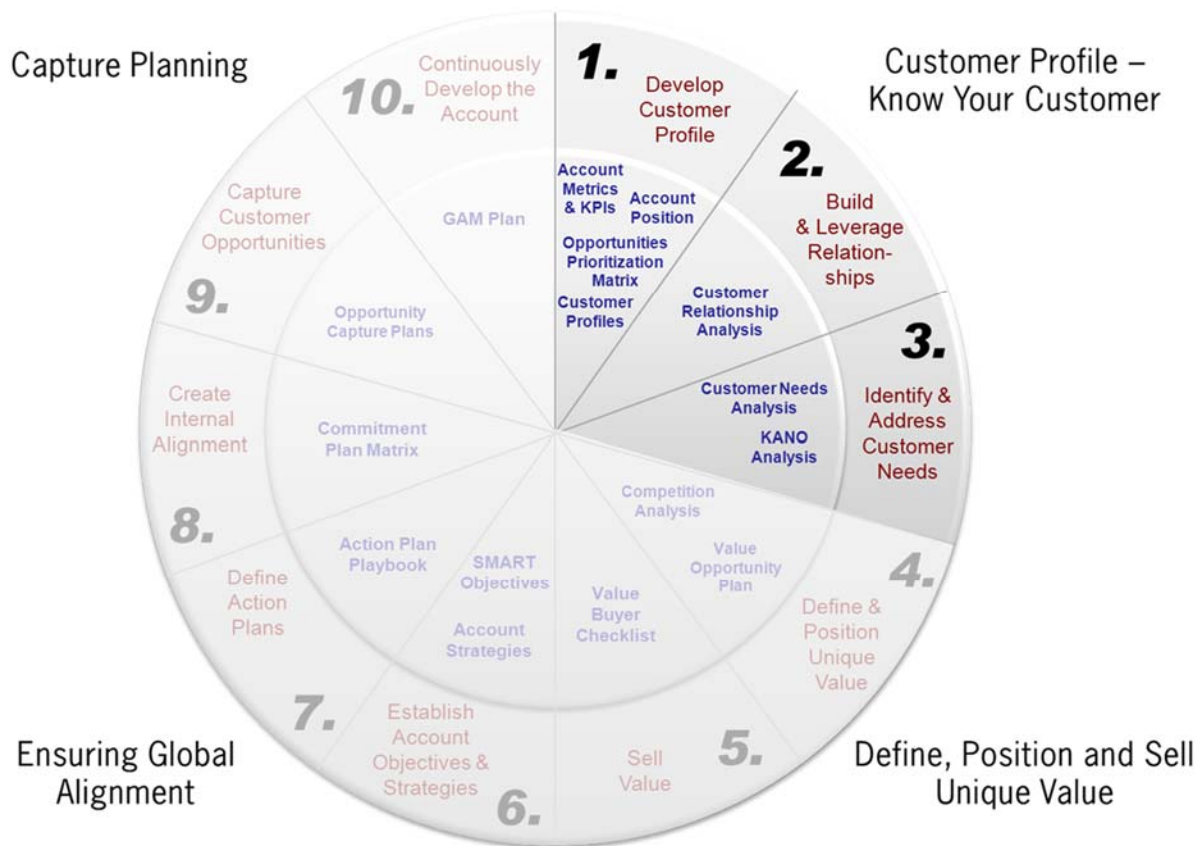 Capture Planning
Customer Profile –
Know Your Customer
1.
Develop
Customer
Profile
Account
Metrics
& KPIs
Account
Position
Opportunities
Prioritization
Matrix
Customer
Profiles
2.
Build
& Leverage
Relation-
ships
Customer
Relationship
Analysis
3.
Identify &
Address
Customer
Needs
Customer Needs
Analysis
KANO
Analysis
4.
Define &
Position
Unique
Value
Competition
Analysis
Value
Opportunity
Plan
5.
Sell
Value
Value
Buyer
Checklist
Define, Position and Sell
Unique Value
6.
Establish
Account
Objectives &
Strategies
SMART
Objectives
Account
Strategies
7.
Define
Action
Plans
Action Plan
Playbook
Ensuring Global
Alignment
8.
Create
Internal
Alignment
Commitment
Plan Matrix
9.
Capture
Customer
Opportunities
Opportunity
Capture Plans
10.
Continuously
Develop the
Account
GAM Plan